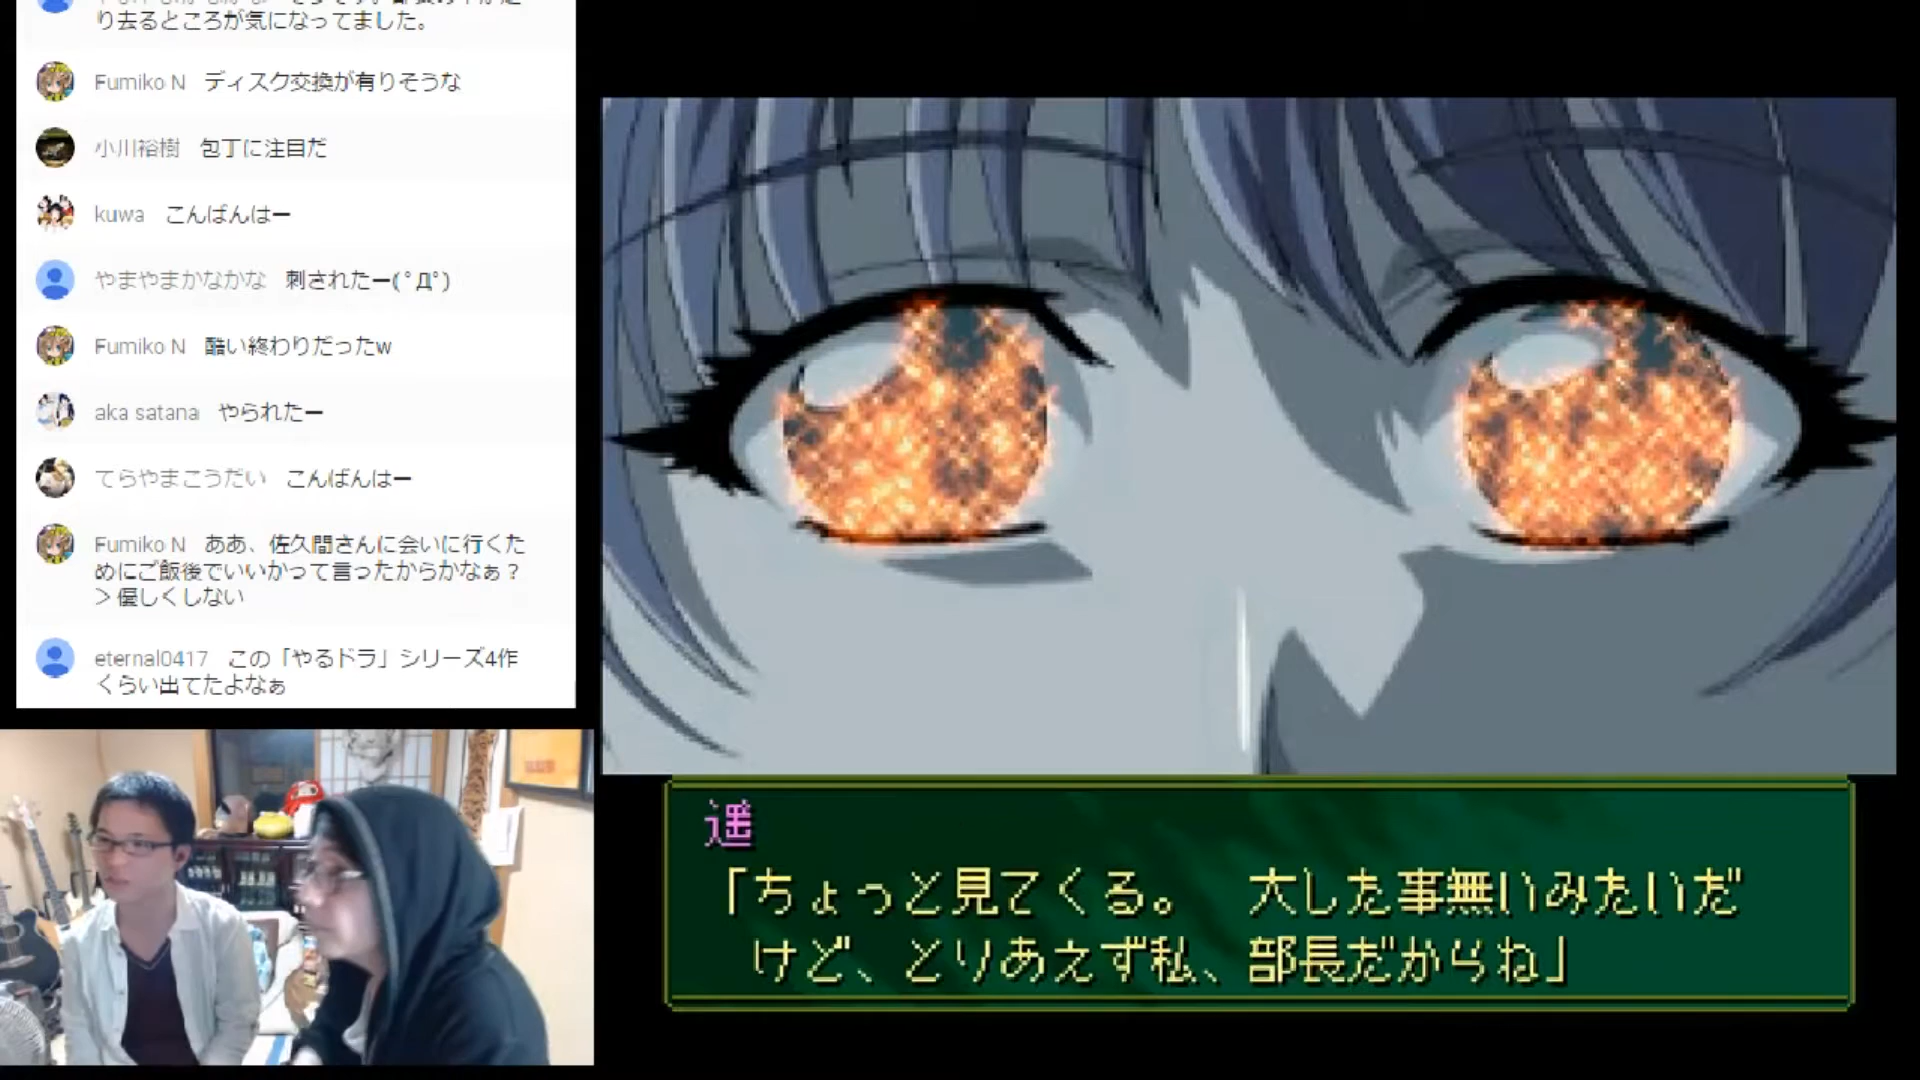 り去るところが気になってました。
Fumiko N ディスク交換が有りそうな
小川裕樹 包丁に注目だ
kuwa こんばんはー
やまやまかなかな 刺されたー(ﾟДﾟ)
Fumiko N 酷い終わりだったw
aka satana やられたー
てらやまこうだい こんばんはー
Fumiko N ああ、佐久間さんに会いに行くた
めにご飯後でいいかって言ったからかなぁ？
＞優しくしない
eternal0417 この「やるドラ」シリーズ4作
くらい出てたよなぁ
遥
「ちょっと見てくる。 大した事無いみたいだ
けど、とりあえず私、部長だからね」